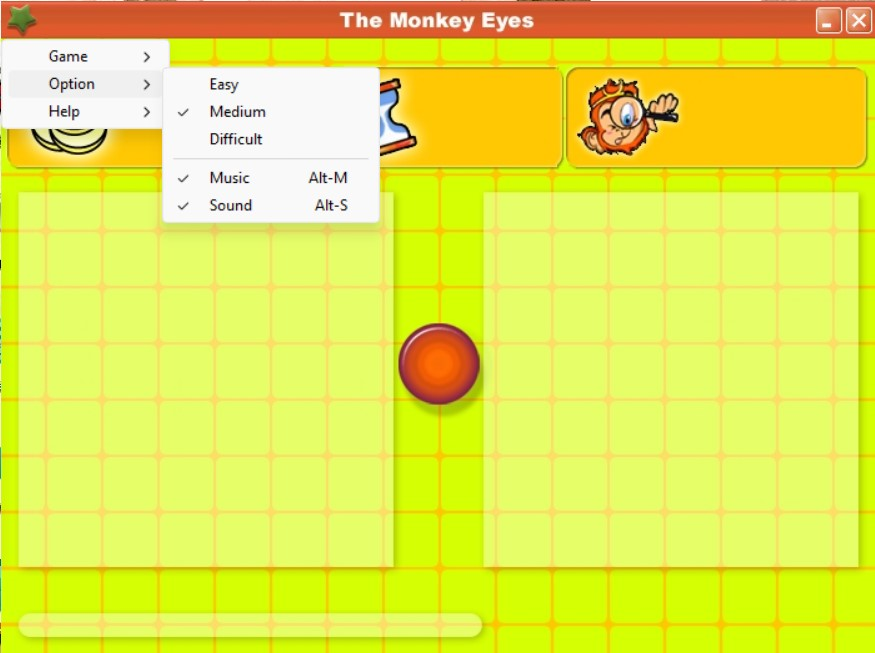 The Monkey Eyes
Game
Option
Help
Easy
Medium
Difficult
Music Alt-M
Sound Alt-S